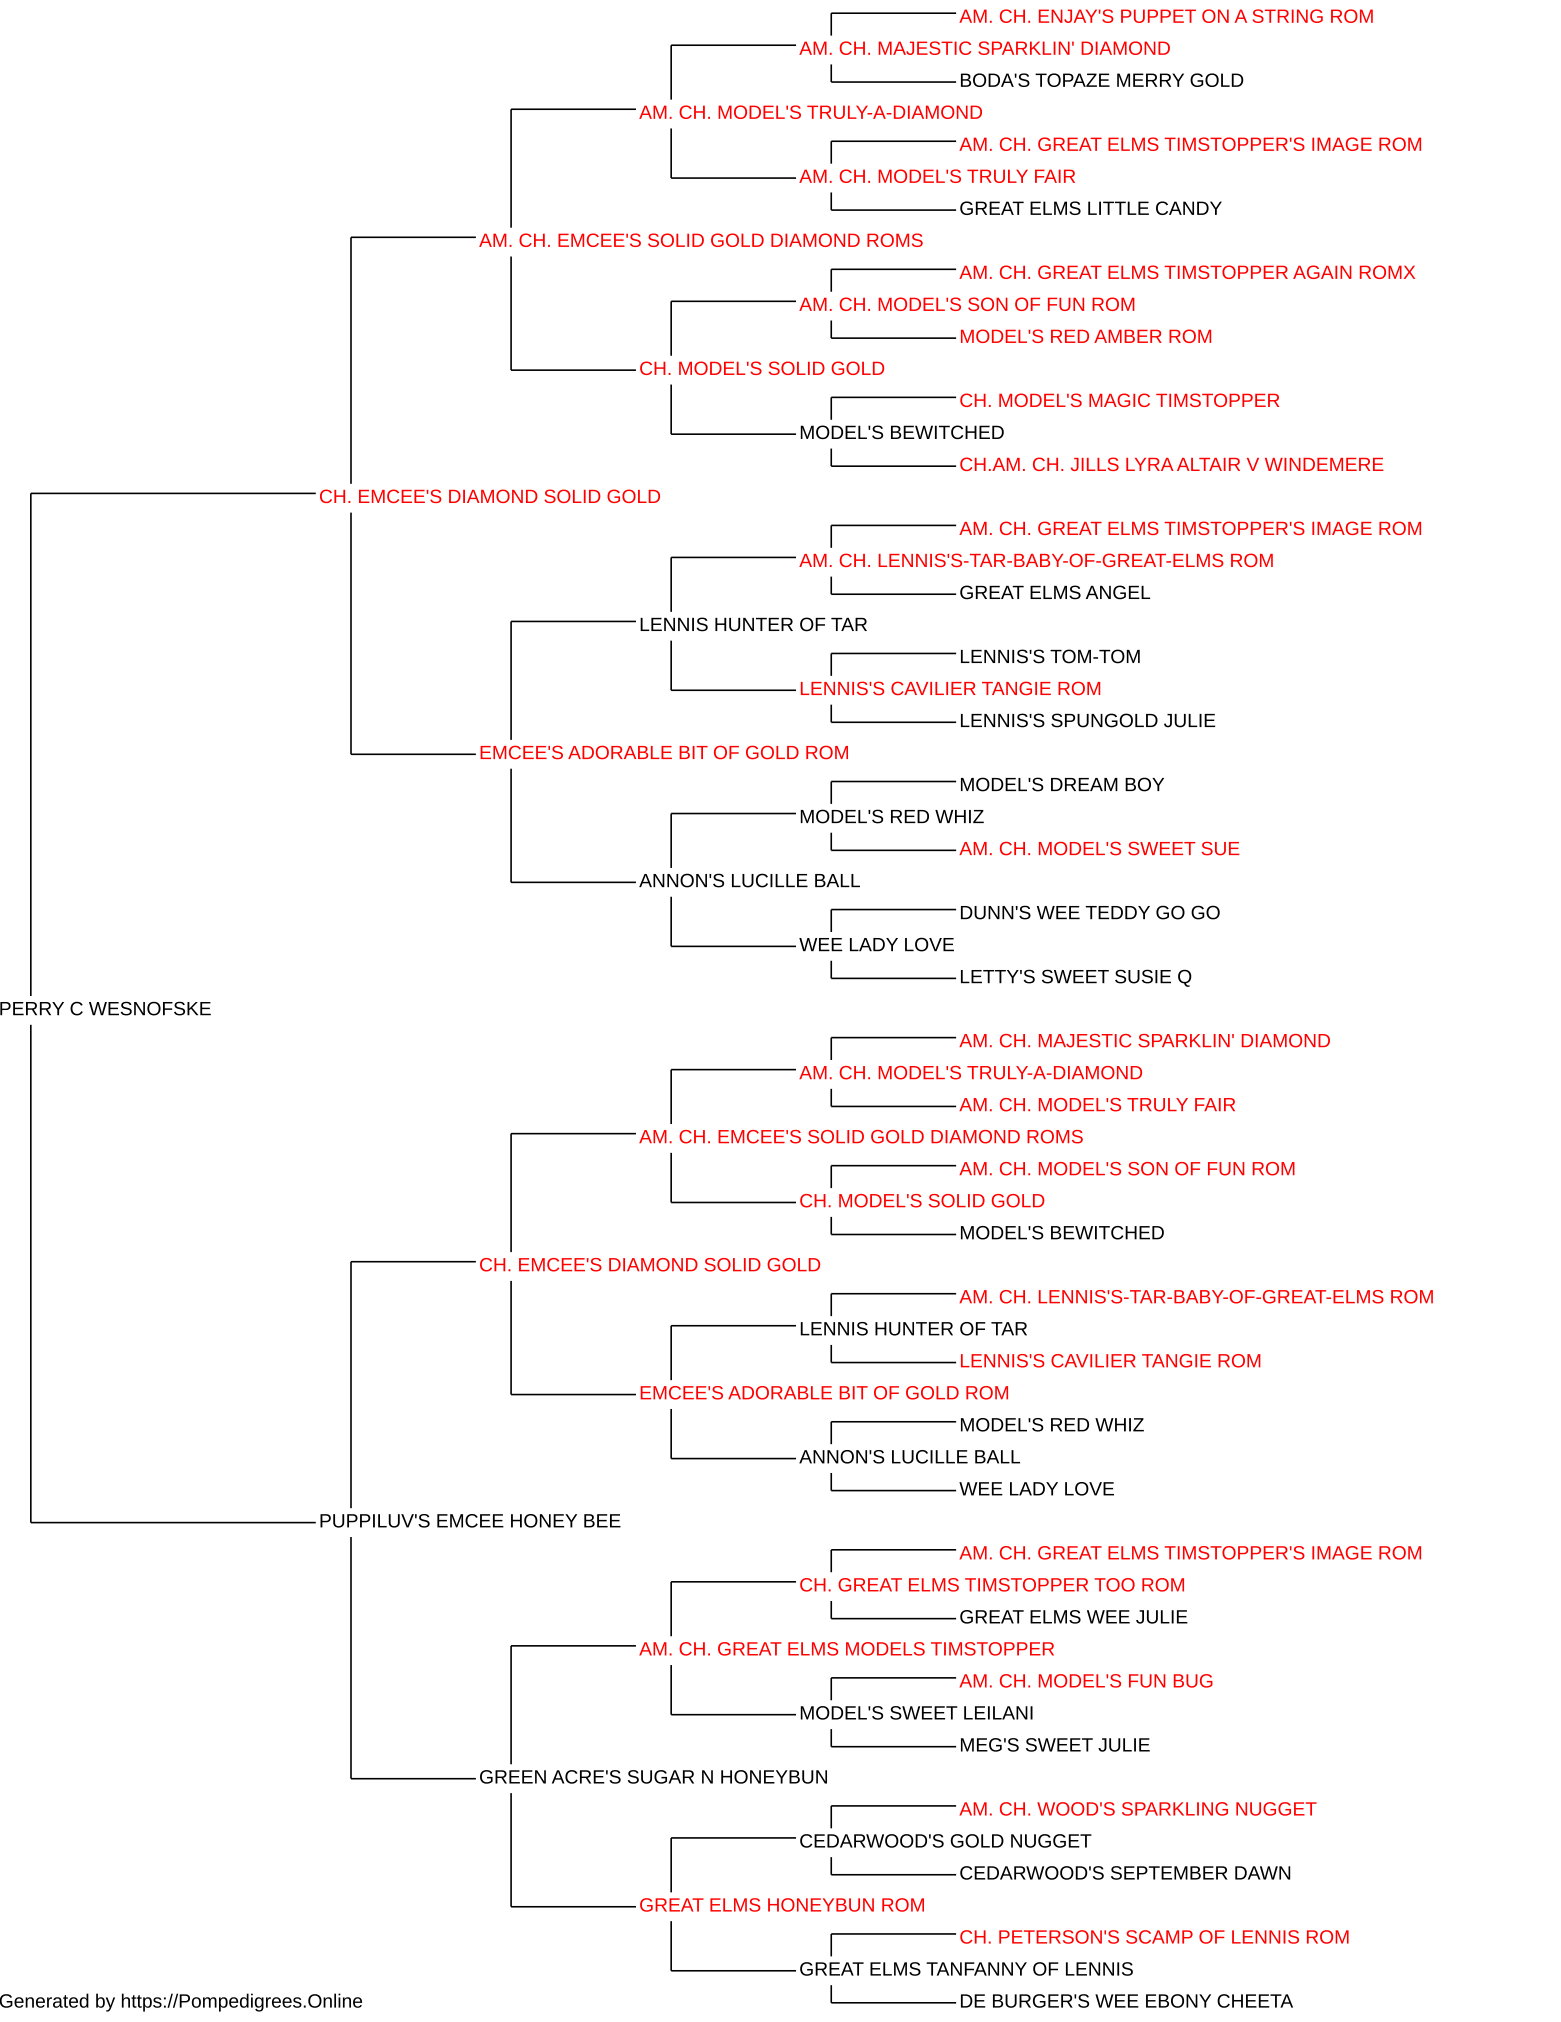 AM. CH. ENJAY'S PUPPET ON A STRING ROM
AM. CH. MAJESTIC SPARKLIN' DIAMOND
BODA'S TOPAZE MERRY GOLD
AM. CH. MODEL'S TRULY-A-DIAMOND
AM. CH. GREAT ELMS TIMSTOPPER'S IMAGE ROM
AM. CH. MODEL'S TRULY FAIR
GREAT ELMS LITTLE CANDY
AM. CH. EMCEE'S SOLID GOLD DIAMOND ROMS
AM. CH. GREAT ELMS TIMSTOPPER AGAIN ROMX
AM. CH. MODEL'S SON OF FUN ROM
MODEL'S RED AMBER ROM
CH. MODEL'S SOLID GOLD
CH. MODEL'S MAGIC TIMSTOPPER
MODEL'S BEWITCHED
CH.AM. CH. JILLS LYRA ALTAIR V WINDEMERE
CH. EMCEE'S DIAMOND SOLID GOLD
AM. CH. GREAT ELMS TIMSTOPPER'S IMAGE ROM
AM. CH. LENNIS'S-TAR-BABY-OF-GREAT-ELMS ROM
GREAT ELMS ANGEL
LENNIS HUNTER OF TAR
LENNIS'S TOM-TOM
LENNIS'S CAVILIER TANGIE ROM
LENNIS'S SPUNGOLD JULIE
EMCEE'S ADORABLE BIT OF GOLD ROM
MODEL'S DREAM BOY
MODEL'S RED WHIZ
AM. CH. MODEL'S SWEET SUE
ANNON'S LUCILLE BALL
DUNN'S WEE TEDDY GO GO
WEE LADY LOVE
LETTY'S SWEET SUSIE Q
PERRY C WESNOFSKE
AM. CH. MAJESTIC SPARKLIN' DIAMOND
AM. CH. MODEL'S TRULY-A-DIAMOND
AM. CH. MODEL'S TRULY FAIR
AM. CH. EMCEE'S SOLID GOLD DIAMOND ROMS
AM. CH. MODEL'S SON OF FUN ROM
CH. MODEL'S SOLID GOLD
MODEL'S BEWITCHED
CH. EMCEE'S DIAMOND SOLID GOLD
AM. CH. LENNIS'S-TAR-BABY-OF-GREAT-ELMS ROM
LENNIS HUNTER OF TAR
LENNIS'S CAVILIER TANGIE ROM
EMCEE'S ADORABLE BIT OF GOLD ROM
MODEL'S RED WHIZ
ANNON'S LUCILLE BALL
WEE LADY LOVE
PUPPILUV'S EMCEE HONEY BEE
AM. CH. GREAT ELMS TIMSTOPPER'S IMAGE ROM
CH. GREAT ELMS TIMSTOPPER TOO ROM
GREAT ELMS WEE JULIE
AM. CH. GREAT ELMS MODELS TIMSTOPPER
AM. CH. MODEL'S FUN BUG
MODEL'S SWEET LEILANI
MEG'S SWEET JULIE
GREEN ACRE'S SUGAR N HONEYBUN
AM. CH. WOOD'S SPARKLING NUGGET
CEDARWOOD'S GOLD NUGGET
CEDARWOOD'S SEPTEMBER DAWN
GREAT ELMS HONEYBUN ROM
CH. PETERSON'S SCAMP OF LENNIS ROM
GREAT ELMS TANFANNY OF LENNIS
DE BURGER'S WEE EBONY CHEETA
Generated by https://Pompedigrees.Online